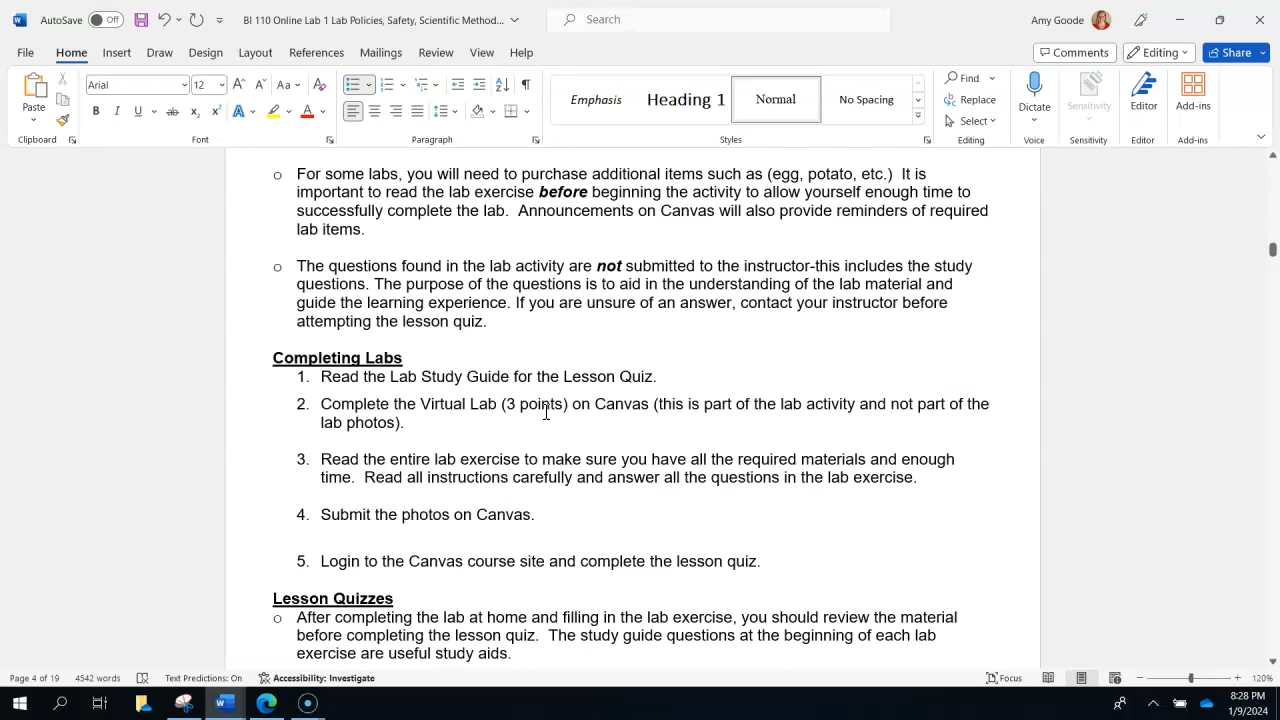 AutoSave Off BI 110 Online Lab 1 Lab Policies, Safety, Scientific Method... Search Amy Goode
File Home Insert Draw Design Layout References Mailings Review View Help Comments Editing Share
Arial 12 Aa Find
Paste Emphasis Heading 1 Normal No Spacing Replace Dictate Sensitivity Editor Add-ins
B I U ab x2 x2 A A Select
Clipboard Font Paragraph Styles Editing Voice Sensitivity Editor Add-ins
o For some labs, you will need to purchase additional items such as (egg, potato, etc.) It is
important to read the lab exercise before beginning the activity to allow yourself enough time to
successfully complete the lab. Announcements on Canvas will also provide reminders of required
lab items.
o The questions found in the lab activity are not submitted to the instructor-this includes the study
questions. The purpose of the questions is to aid in the understanding of the lab material and
guide the learning experience. If you are unsure of an answer, contact your instructor before
attempting the lesson quiz.
Completing Labs
1. Read the Lab Study Guide for the Lesson Quiz.
2. Complete the Virtual Lab (3 points) on Canvas (this is part of the lab activity and not part of the
lab photos).
3. Read the entire lab exercise to make sure you have all the required materials and enough
time. Read all instructions carefully and answer all the questions in the lab exercise.
4. Submit the photos on Canvas.
5. Login to the Canvas course site and complete the lesson quiz.
Lesson Quizzes
o After completing the lab at home and filling in the lab exercise, you should review the material
before completing the lesson quiz. The study guide questions at the beginning of each lab
exercise are useful study aids.
Page 4 of 19 4542 words Text Predictions: On Accessibility: Investigate Focus 120%
8:28 PM
1/9/2024